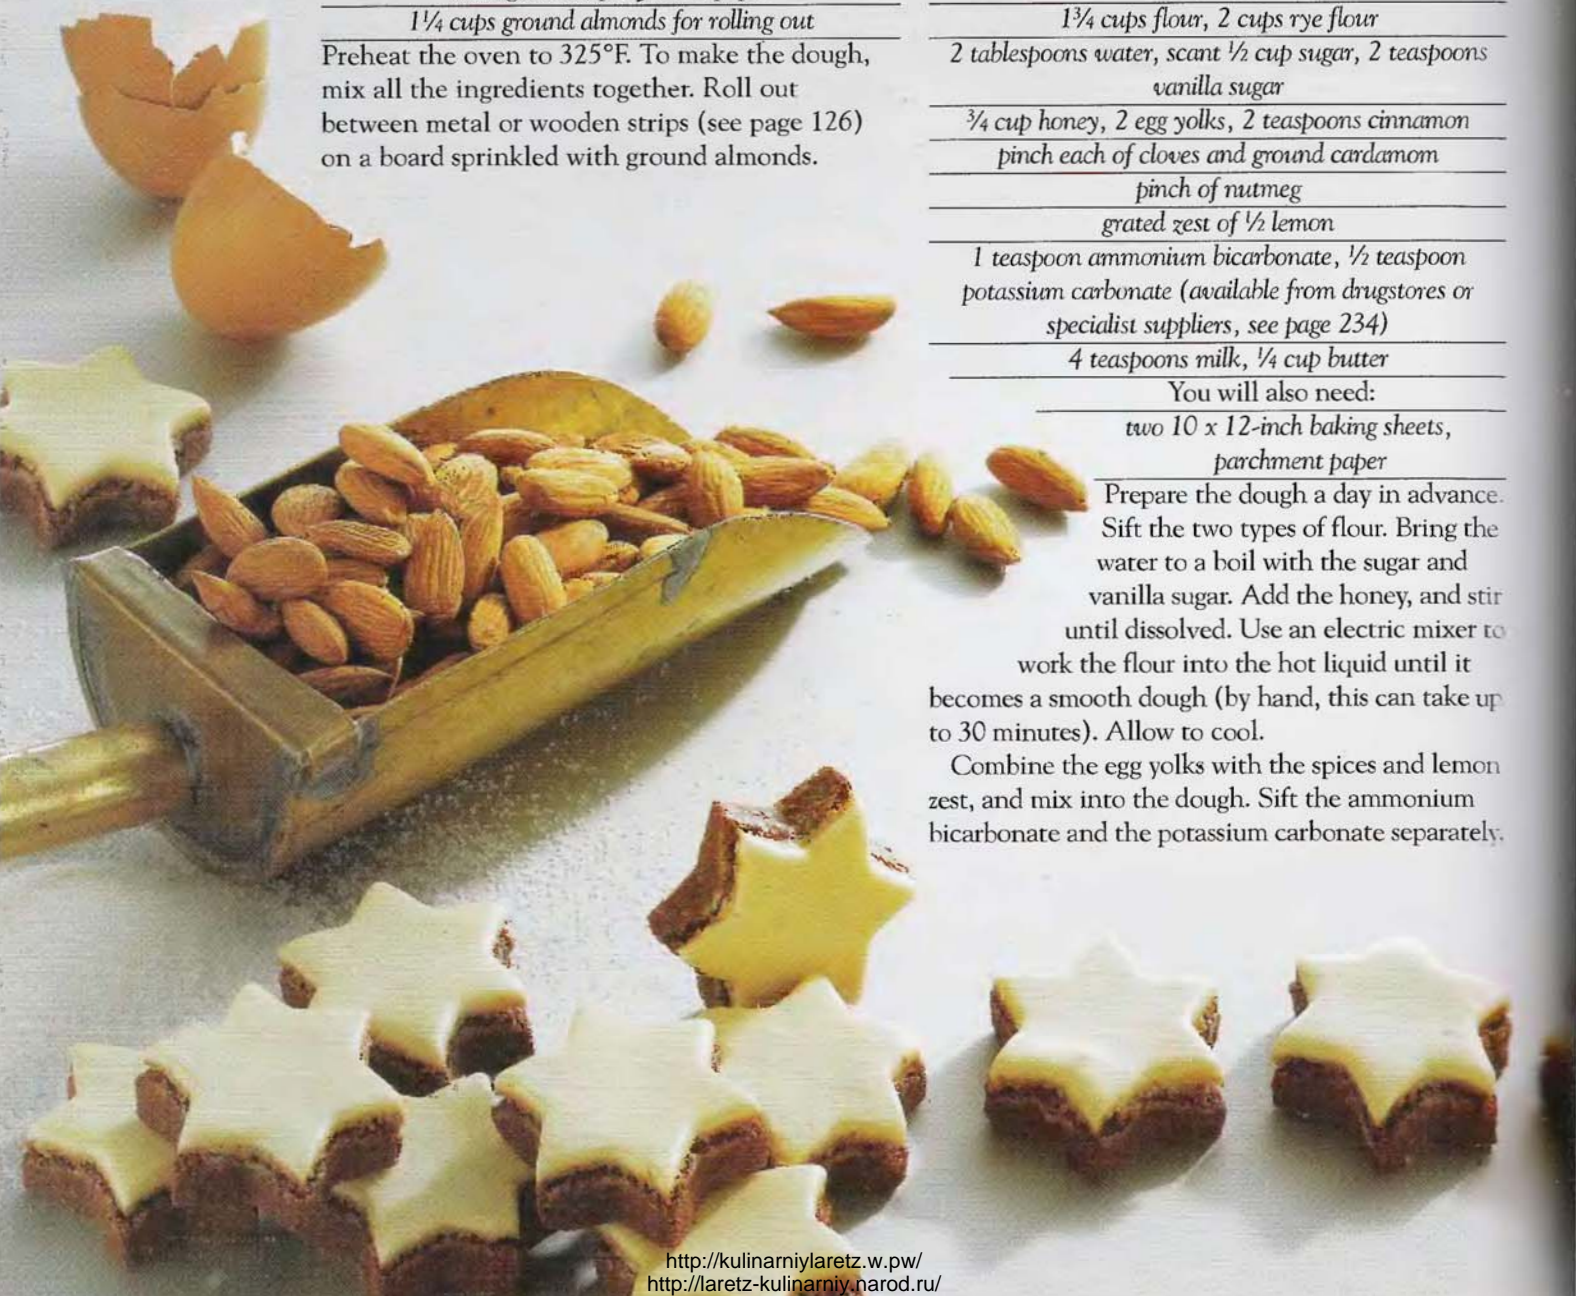 1¼ cups ground almonds for rolling out
Preheat the oven to 325°F. To make the dough,
mix all the ingredients together. Roll out
between metal or wooden strips (see page 126)
on a board sprinkled with ground almonds.
1¾ cups flour, 2 cups rye flour
2 tablespoons water, scant ½ cup sugar, 2 teaspoons
vanilla sugar
¾ cup honey, 2 egg yolks, 2 teaspoons cinnamon
pinch each of cloves and ground cardamom
pinch of nutmeg
grated zest of ½ lemon
1 teaspoon ammonium bicarbonate, ½ teaspoon
potassium carbonate (available from drugstores or
specialist suppliers, see page 234)
4 teaspoons milk, ¼ cup butter
You will also need:
two 10 x 12-inch baking sheets,
parchment paper
Prepare the dough a day in advance.
Sift the two types of flour. Bring the
water to a boil with the sugar and
vanilla sugar. Add the honey, and stir
until dissolved. Use an electric mixer to
work the flour into the hot liquid until it
becomes a smooth dough (by hand, this can take up
to 30 minutes). Allow to cool.
Combine the egg yolks with the spices and lemon
zest, and mix into the dough. Sift the ammonium
bicarbonate and the potassium carbonate separately,
http://kulinarniylaretz.w.pw/
http://laretz-kulinarniy.narod.ru/